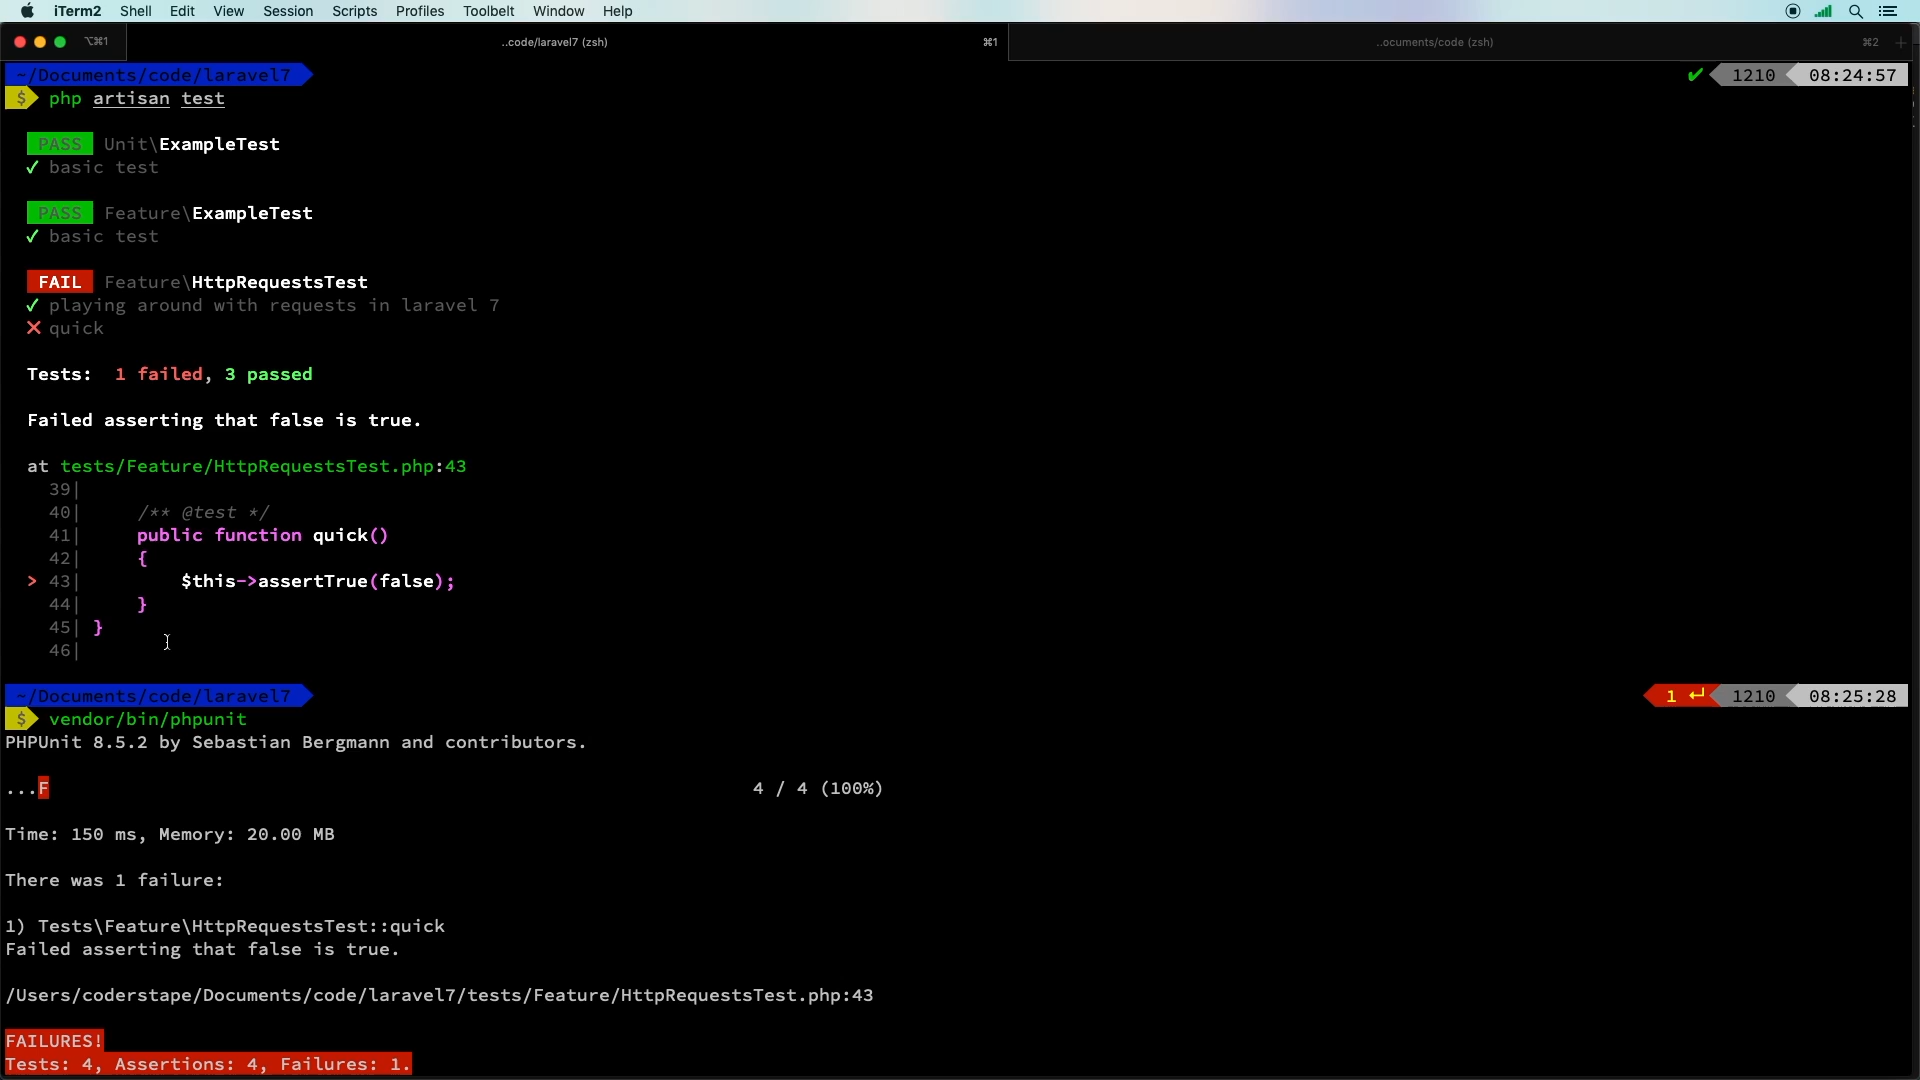 iTerm2 Shell Edit View Session Scripts Profiles Toolbelt Window Help
⌥⌘1 ..code/laravel7 (zsh) ⌘1 ..ocuments/code (zsh) ⌘2 +
~/Documents/code/laravel7 ✔ 1210 08:24:57
$ php artisan test
PASS Unit\ExampleTest
✓ basic test
PASS Feature\ExampleTest
✓ basic test
FAIL Feature\HttpRequestsTest
✓ playing around with requests in laravel 7
✕ quick
Tests: 1 failed, 3 passed
Failed asserting that false is true.
at tests/Feature/HttpRequestsTest.php:43
39|
40| /** @test */
41| public function quick()
42| {
> 43| $this->assertTrue(false);
44| }
45| }
46|
~/Documents/code/laravel7 1 ↵ 1210 08:25:28
$ vendor/bin/phpunit
PHPUnit 8.5.2 by Sebastian Bergmann and contributors.
...F 4 / 4 (100%)
Time: 150 ms, Memory: 20.00 MB
There was 1 failure:
1) Tests\Feature\HttpRequestsTest::quick
Failed asserting that false is true.
/Users/coderstape/Documents/code/laravel7/tests/Feature/HttpRequestsTest.php:43
FAILURES!
Tests: 4, Assertions: 4, Failures: 1.